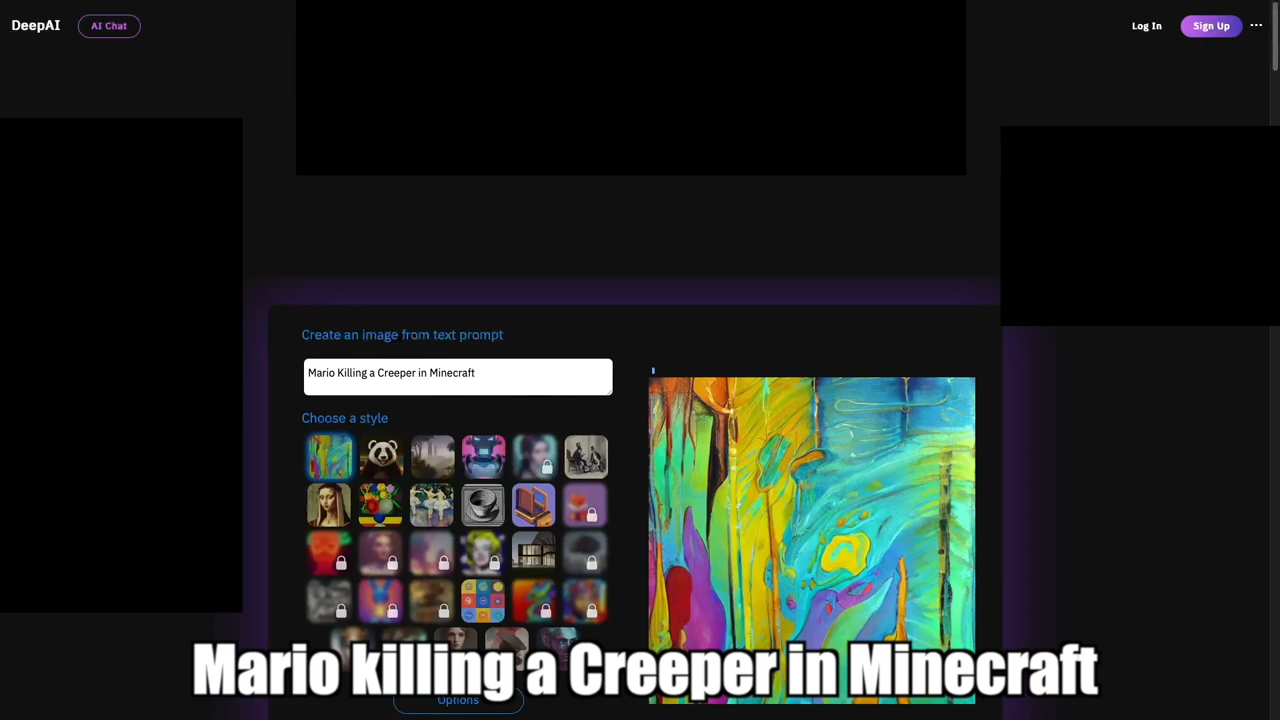 DeepAI
AI Chat
Log In
Sign Up
Create an image from text prompt
Mario Killing a Creeper in Minecraft
Choose a style
Options
Mario killing a Creeper in Minecraft